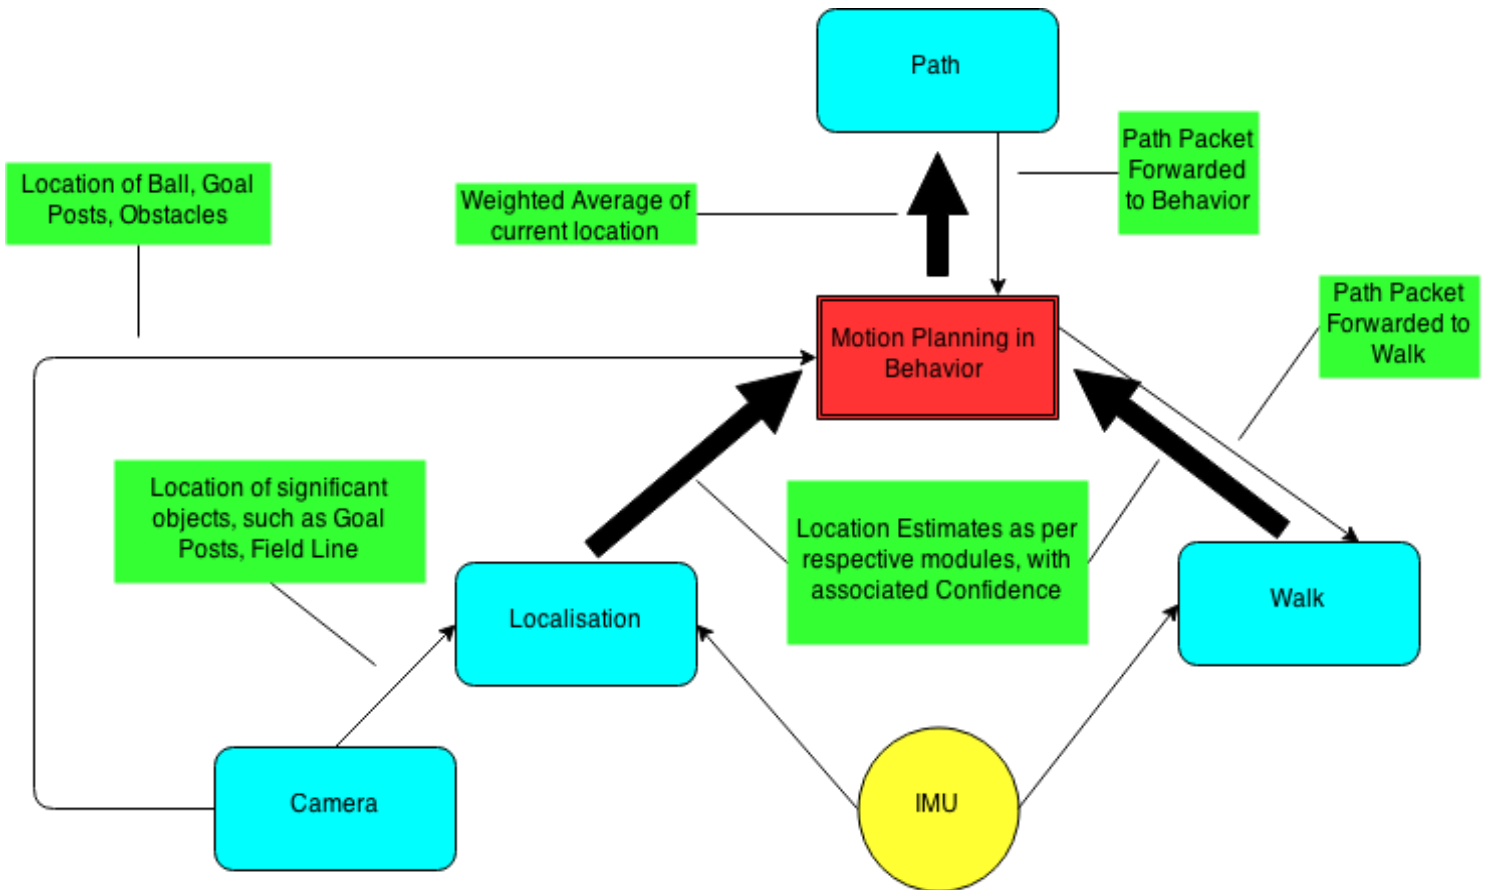 Path
Path Packet
Forwarded
to Behavior
Location of Ball, Goal
Posts, Obstacles
Weighted Average of
current location
Path Packet
Forwarded to
Walk
Motion Planning in
Behavior
Location of significant
objects, such as Goal
Posts, Field Line
Location Estimates as per
respective modules, with
associated Confidence
Localisation
Walk
Camera
IMU